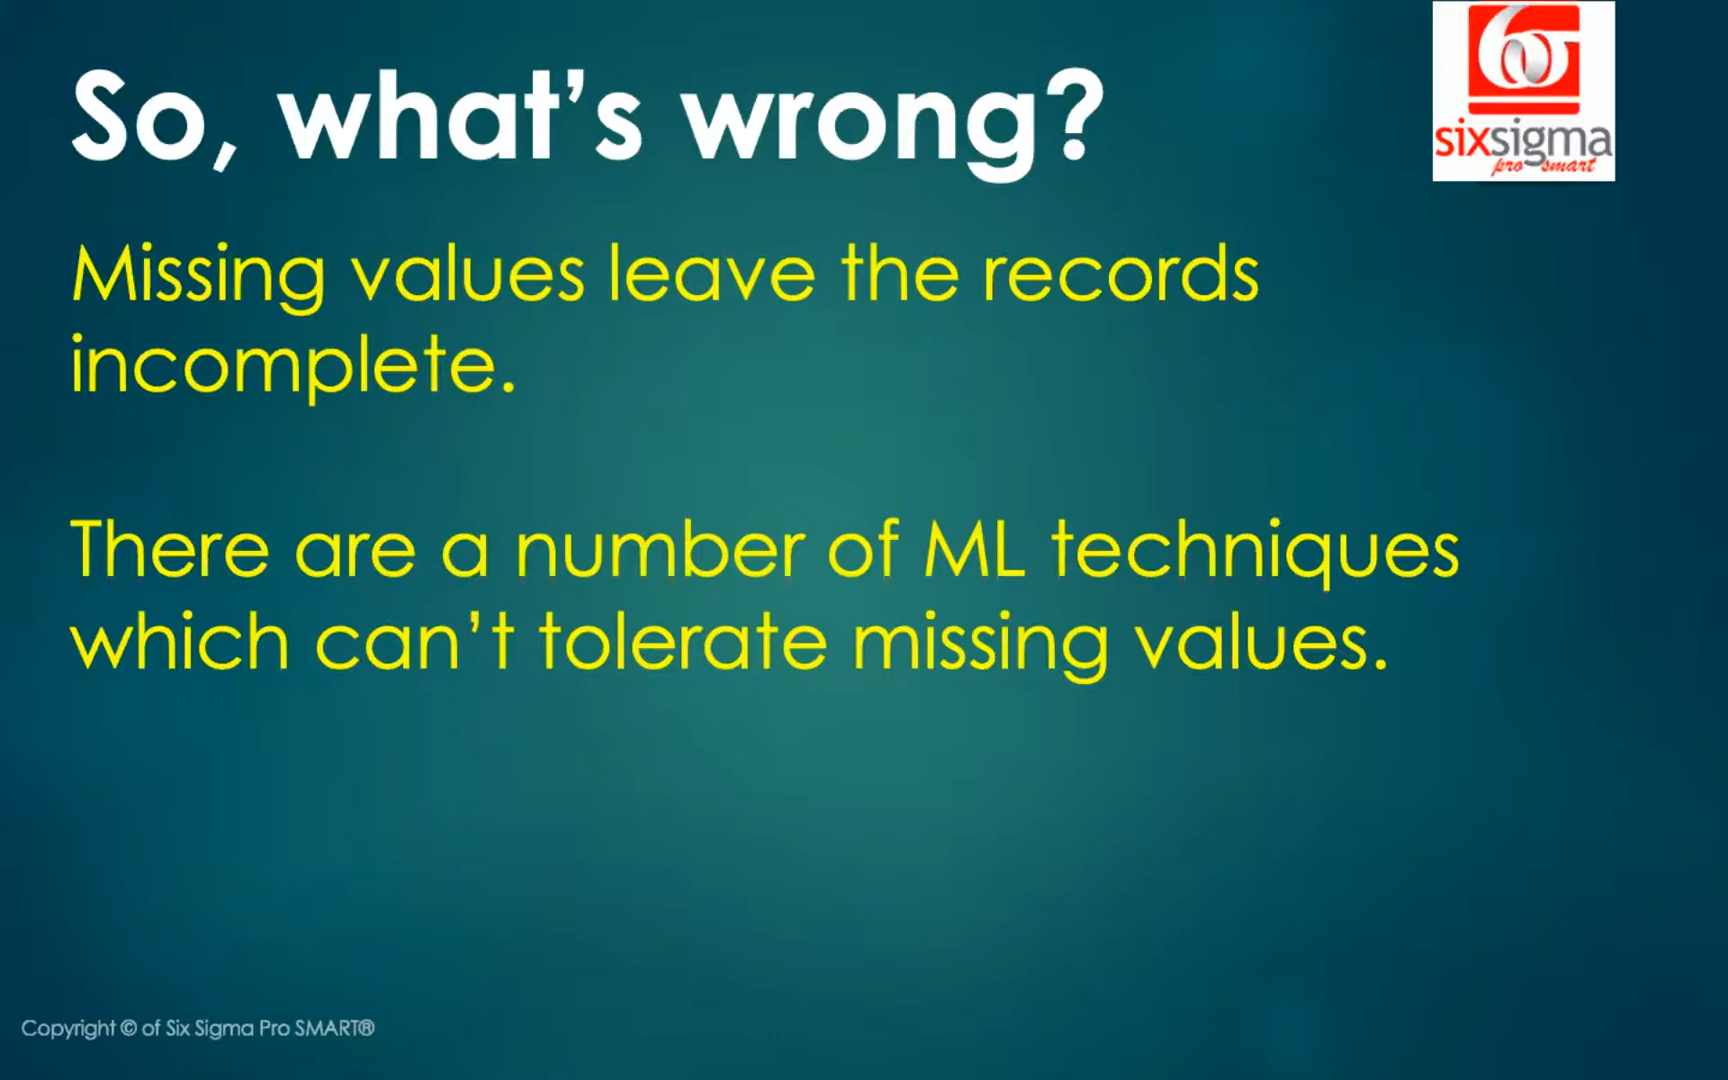 So, what's wrong?
sixsigma
pro smart
Missing values leave the records
incomplete.
There are a number of ML techniques
which can't tolerate missing values.
Copyright © of Six Sigma Pro SMART®